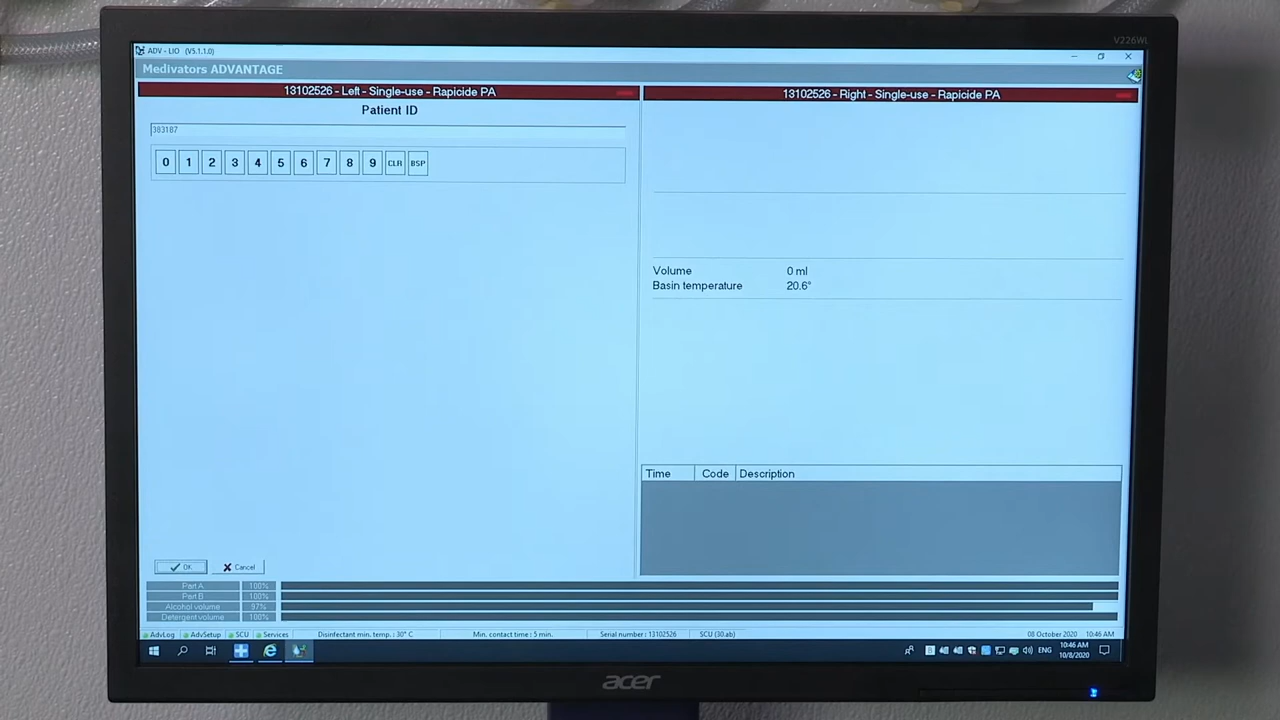 V226WL
ADV - LIO (V5.1.1.0)
Medivators ADVANTAGE
13102526 - Left - Single-use - Rapicide PA
Patient ID
383187
0 1 2 3 4 5 6 7 8 9 CLR BSP
OK Cancel
13102526 - Right - Single-use - Rapicide PA
Volume 0 ml
Basin temperature 20.6°
Time Code Description
Part A 100%
Part B 100%
Alcohol volume 97%
Detergent volume 100%
AdvLog AdvSetup SCU Services Disinfectant min. temp. : 30° C Min. contact time : 5 min. Serial number : 13102526 SCU (30.ab) 08 October 2020 10:46 AM
ENG 10:46 AM
10/8/2020
acer